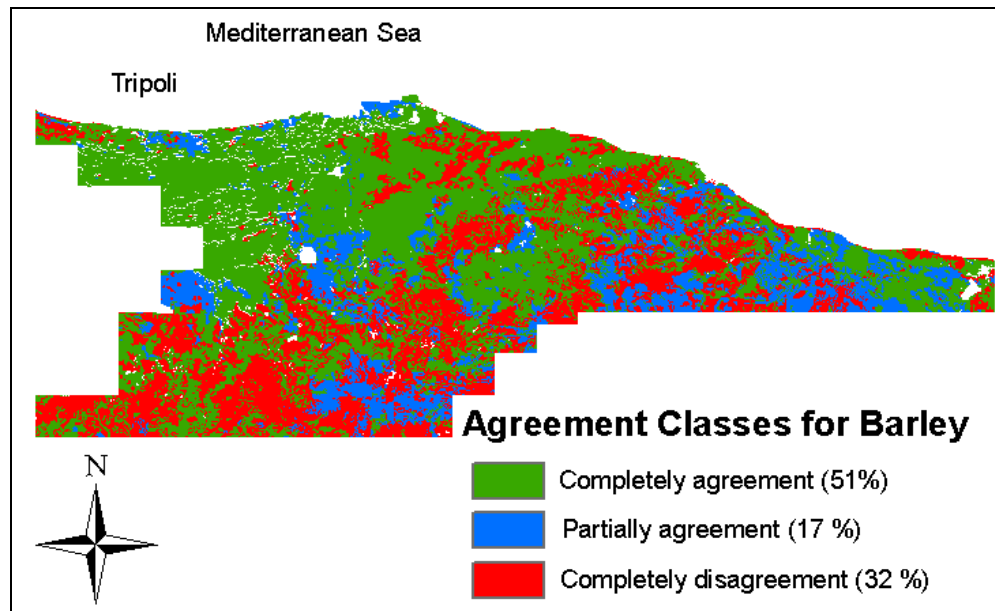 Mediterranean Sea
Tripoli
Agreement Classes for Barley
N
Completely agreement (51%)
Partially agreement (17 %)
Completely disagreement (32 %)